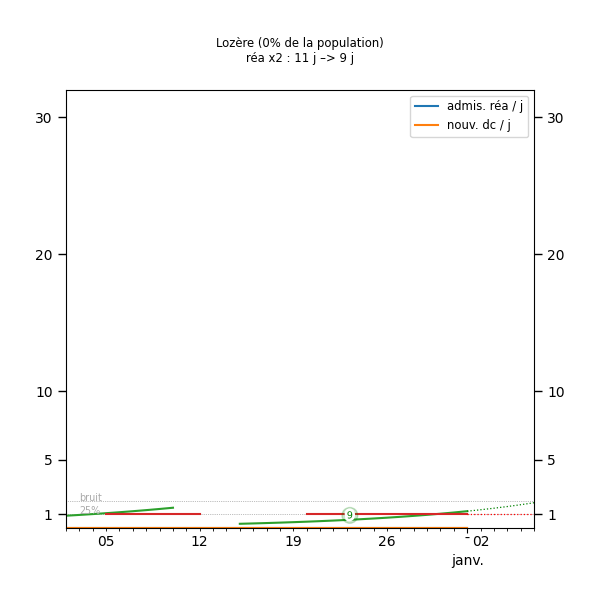 Lozère (0% de la population)
réa x2 : 11 j –> 9 j
admis. réa / j
nouv. dc / j
30
30
20
20
10
10
5
5
bruit
25%
1
9
1
05
12
19
26
02
janv.